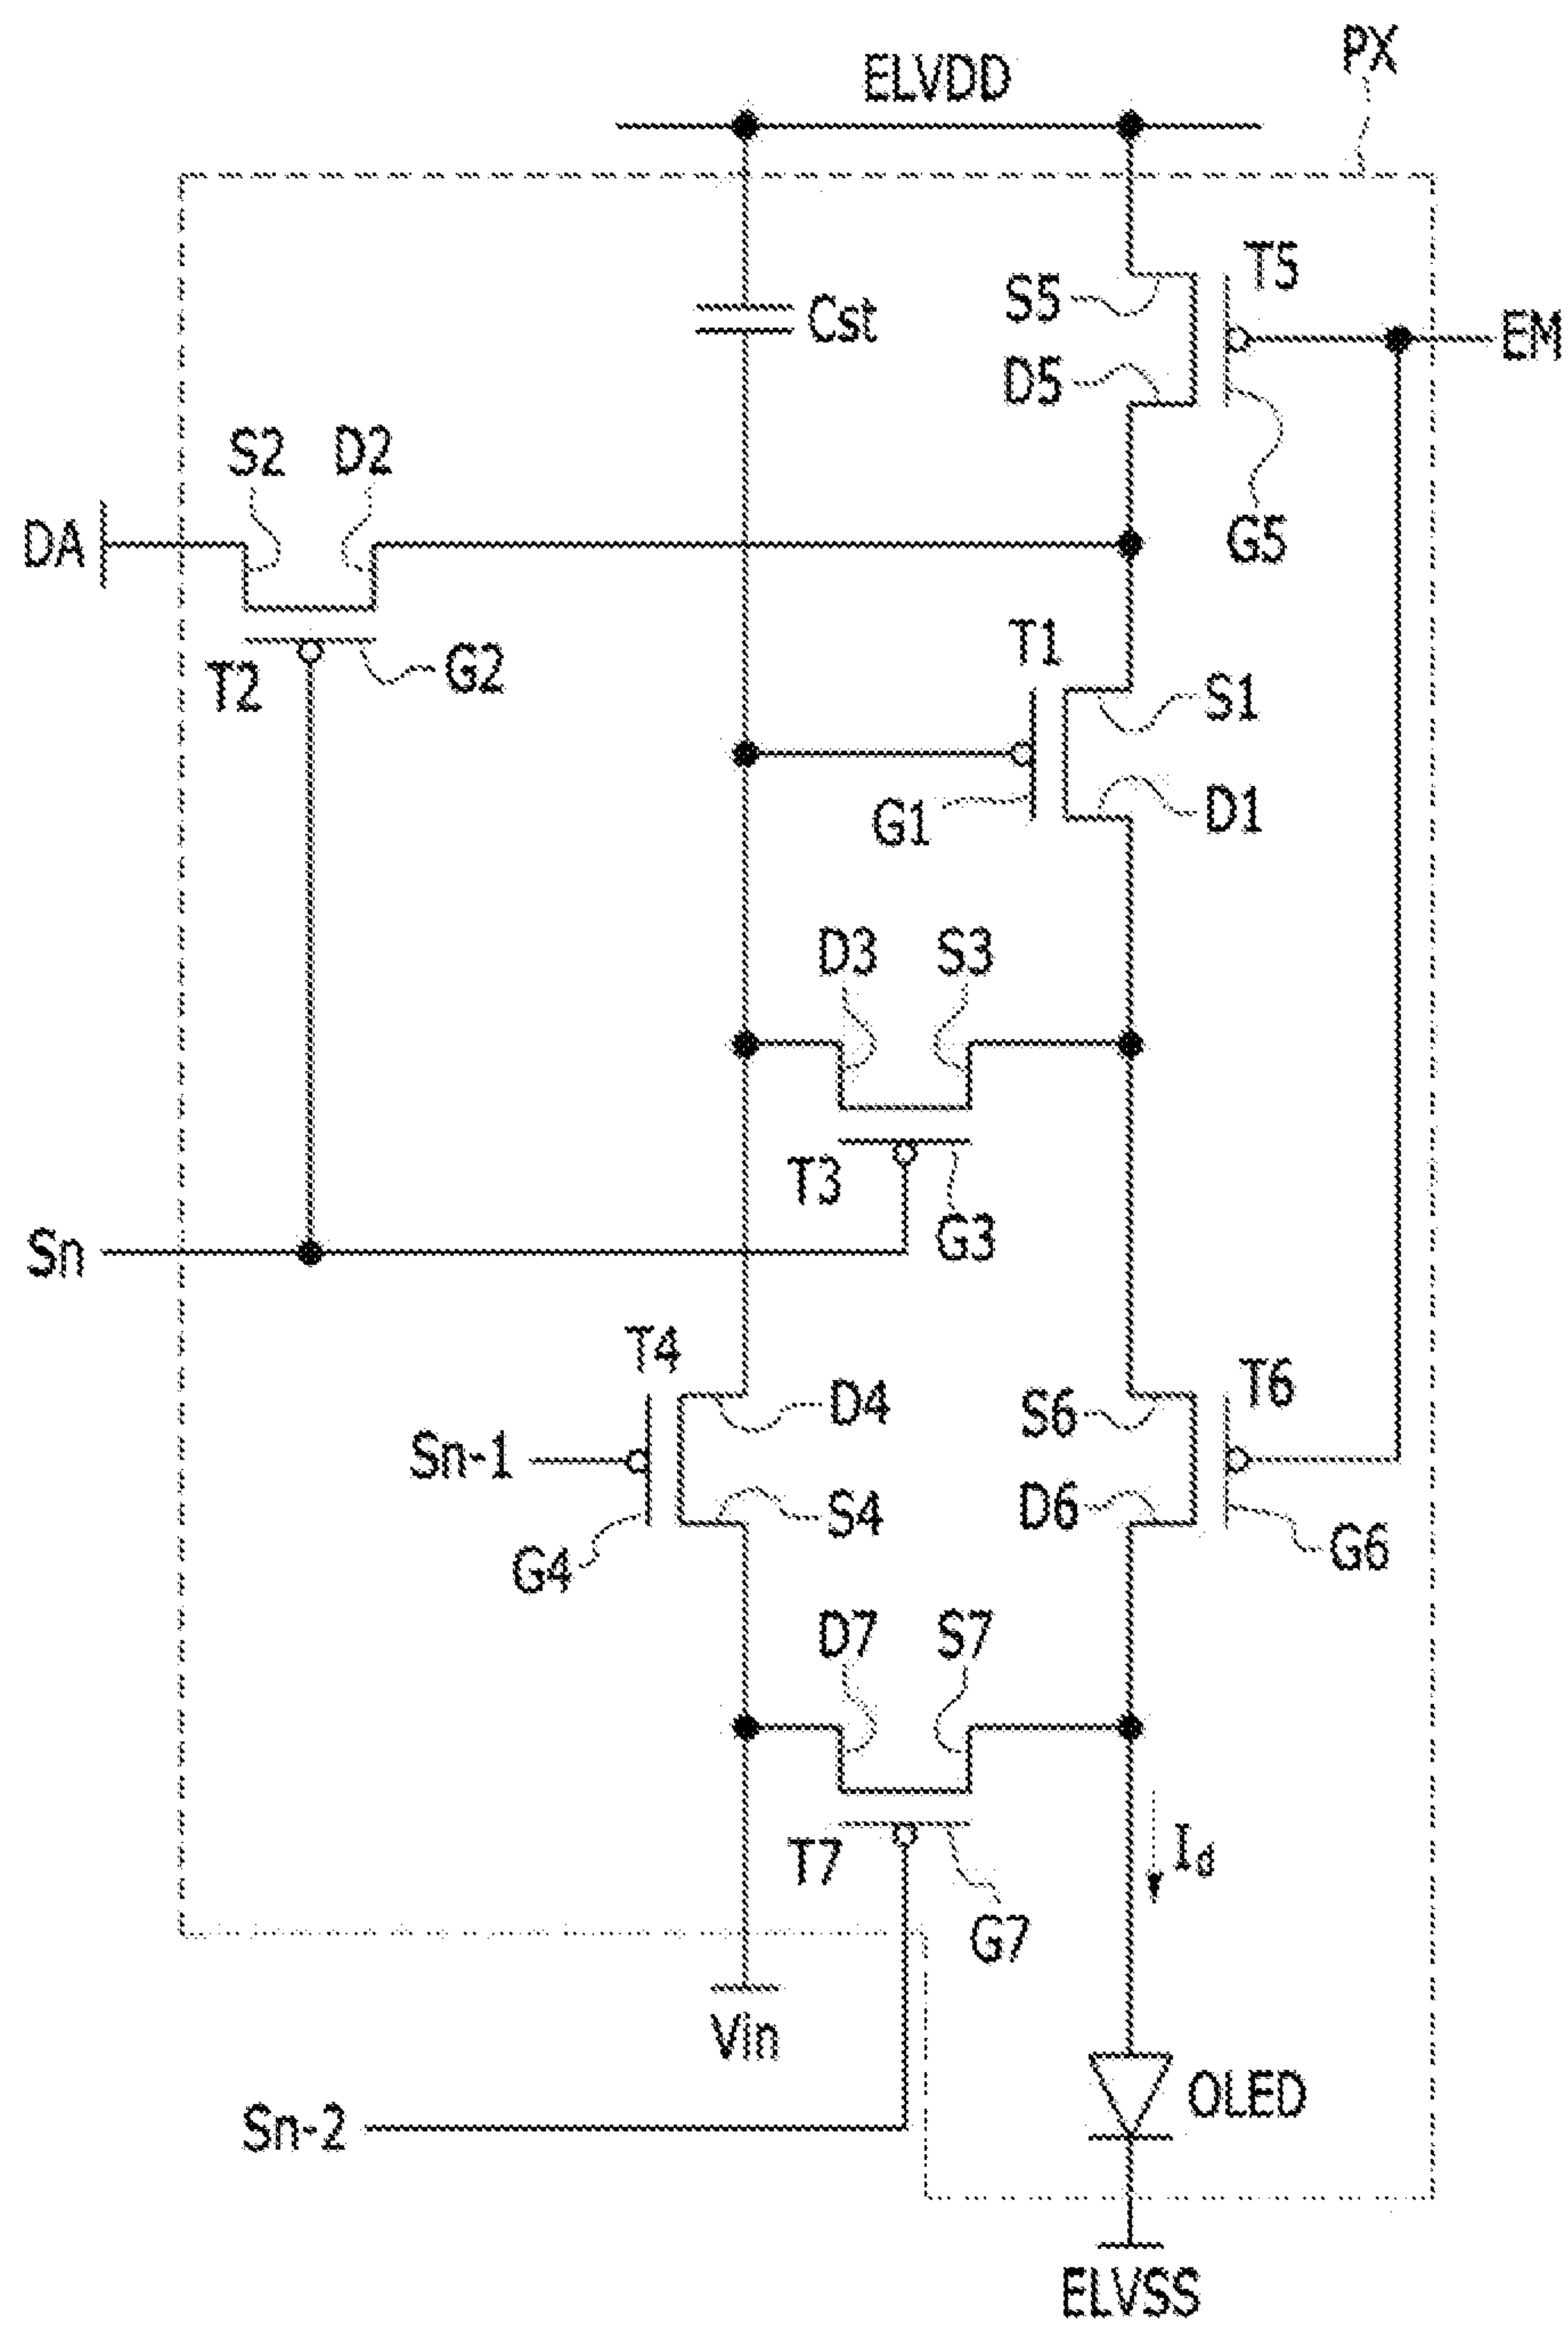 PX
ELVDD
T5
S5
Cst
EM
D5
S2
D2
G5
DA
T1
G2
T2
S1
G1
D1
D3
S3
T3
G3
Sn
T4
T6
D4
S6
Sn-1
S4
D6
G4
G6
D7
S7
T7
Id
G7
Vin
OLED
Sn-2
ELVSS